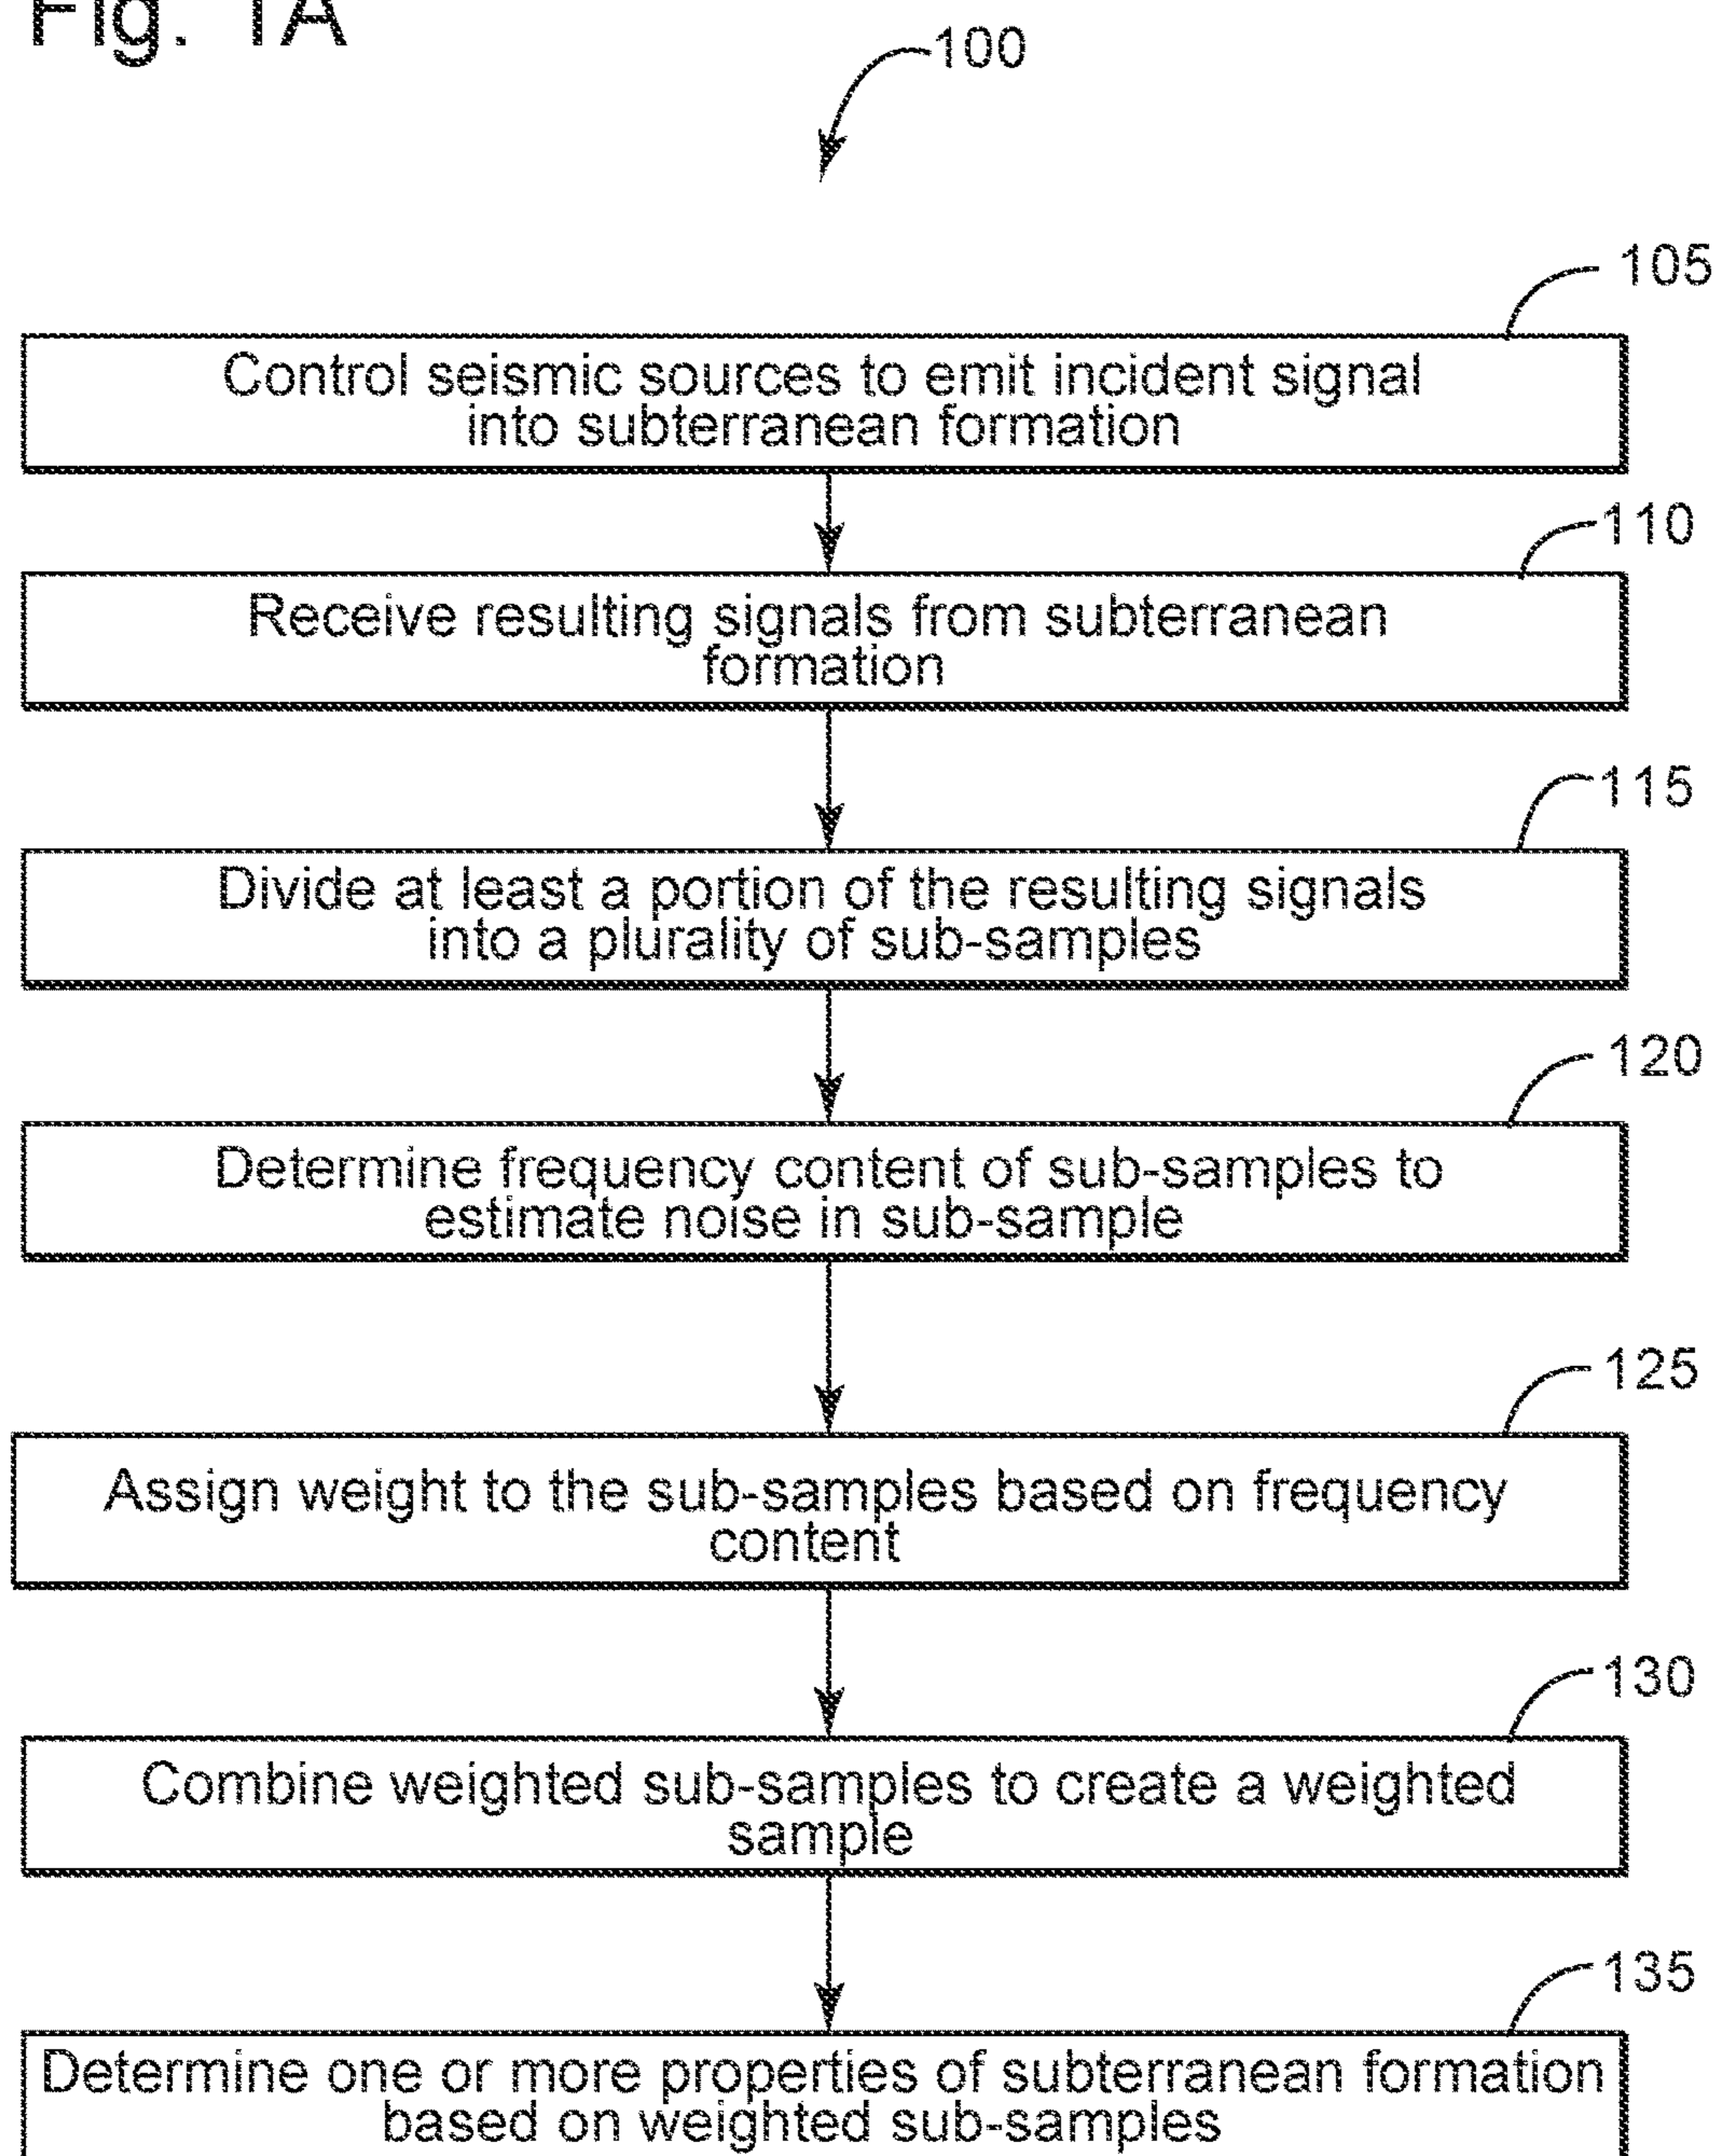 Fig. 1A
100
105
Control seismic sources to emit incident signal
into subterranean formation
110
Receive resulting signals from subterranean
formation
115
Divide at least a portion of the resulting signals
into a plurality of sub-samples
120
Determine frequency content of sub-samples to
estimate noise in sub-sample
125
Assign weight to the sub-samples based on frequency
content
130
Combine weighted sub-samples to create a weighted
sample
135
Determine one or more properties of subterranean formation
based on weighted sub-samples